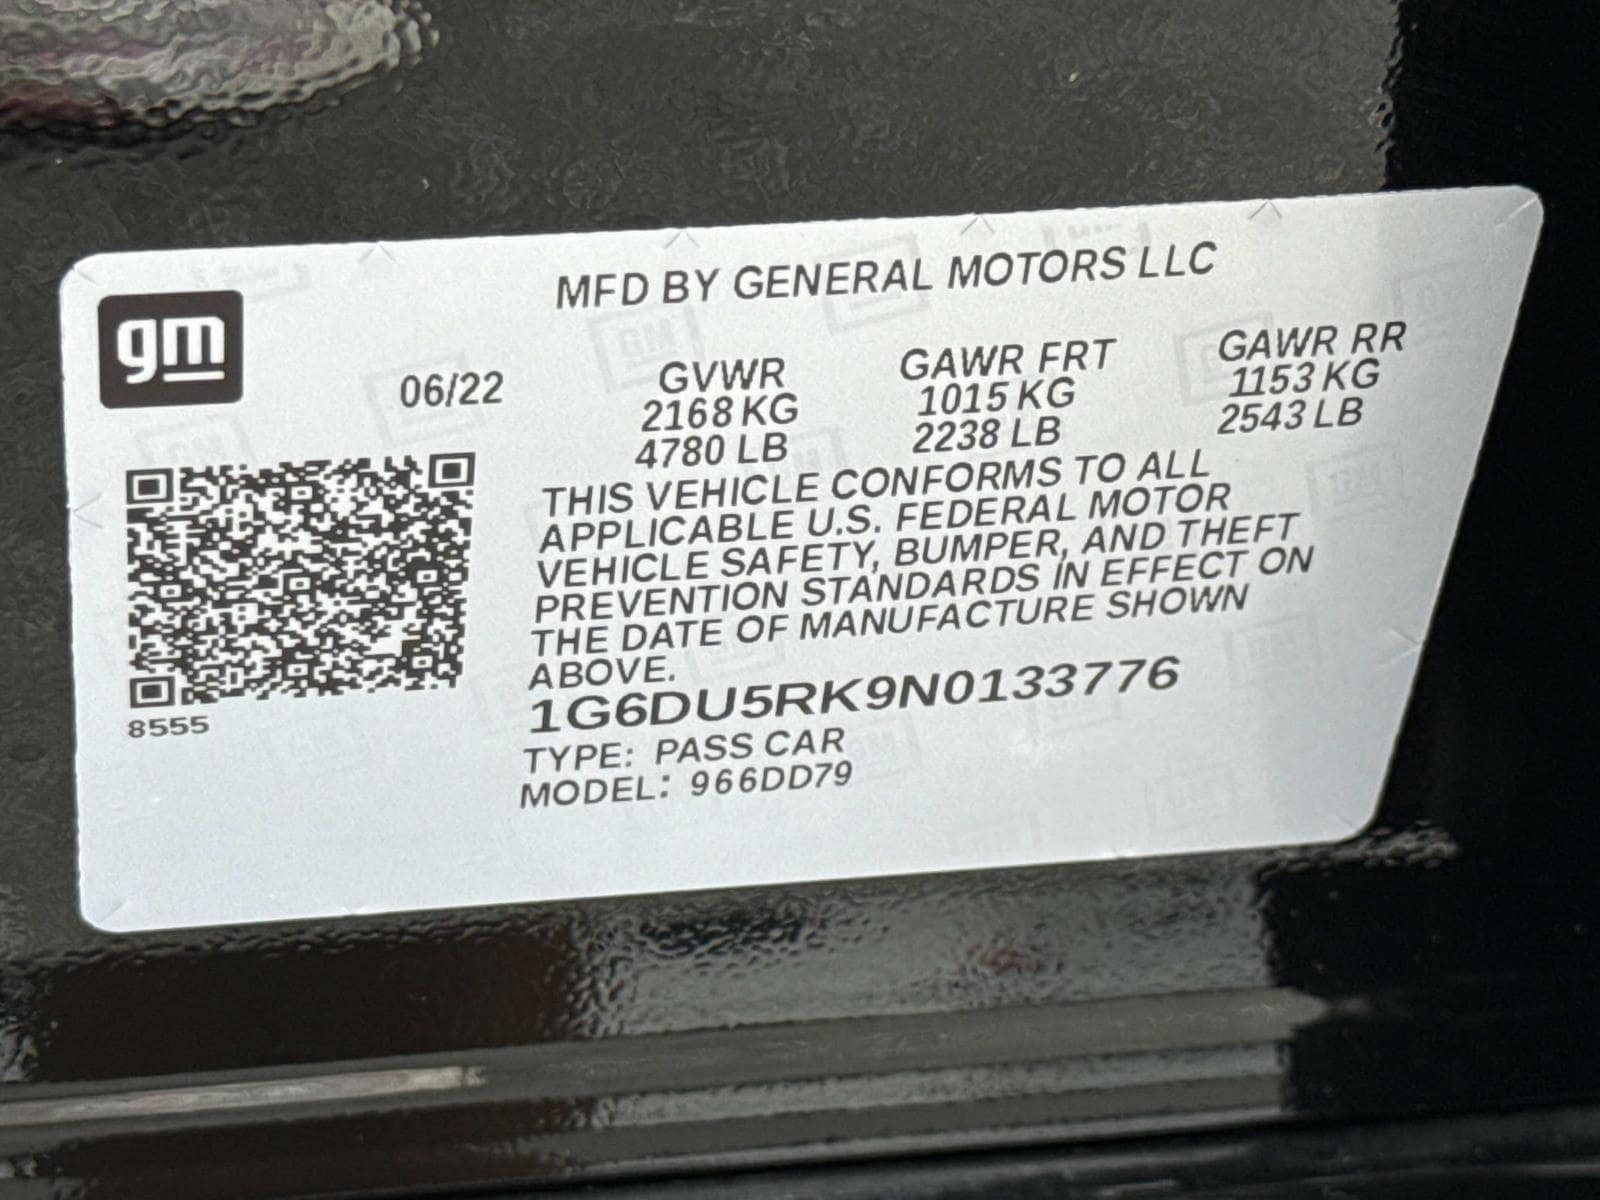 MFD BY GENERAL MOTORS LLC
gm
06/22
GVWR
2168 KG
4780 LB
GAWR FRT
1015 KG
2238 LB
GAWR RR
1153 KG
2543 LB
THIS VEHICLE CONFORMS TO ALL
APPLICABLE U.S. FEDERAL MOTOR
VEHICLE SAFETY, BUMPER, AND THEFT
PREVENTION STANDARDS IN EFFECT ON
THE DATE OF MANUFACTURE SHOWN
ABOVE.
8555
1G6DU5RK9N0133776
TYPE: PASS CAR
MODEL: 966DD79